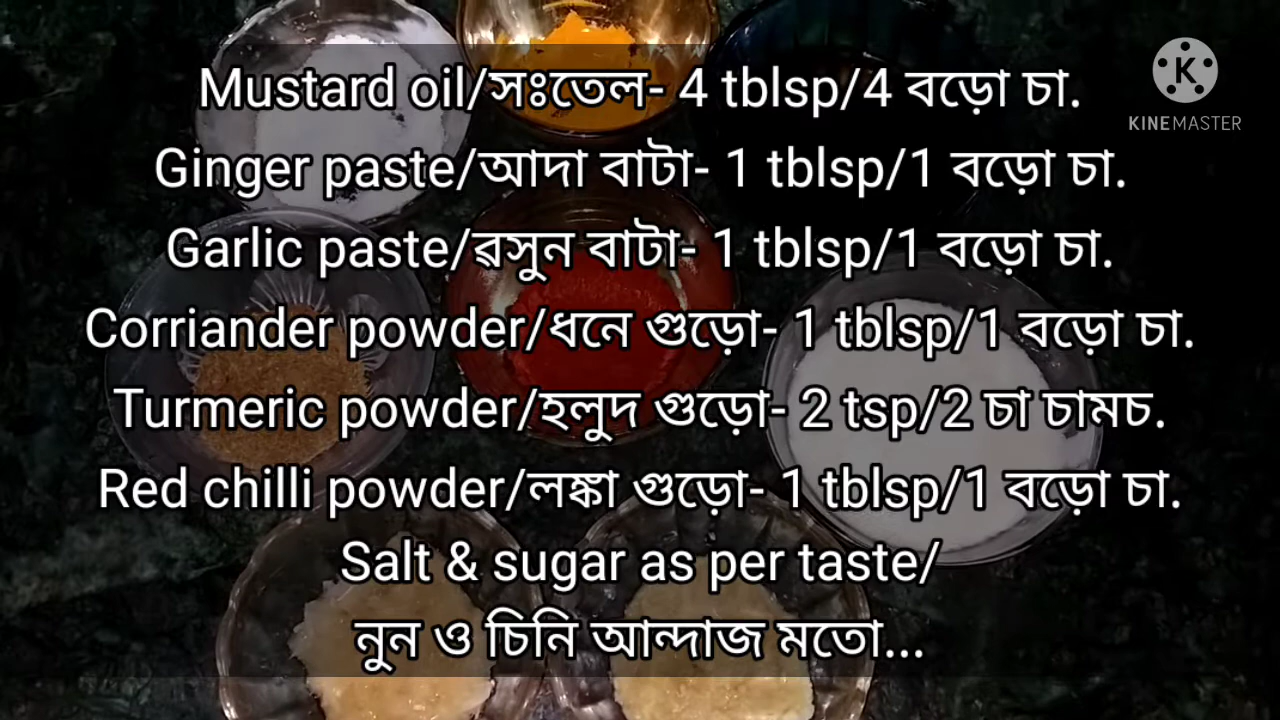 Mustard oil/সঃতেল- 4 tblsp/4 বড়ো চা.
KINEMASTER
Ginger paste/আদা বাটা- 1 tblsp/1 বড়ো চা.
Garlic paste/ৱসুন বাটা- 1 tblsp/1 বড়ো চা.
Corriander powder/ধনে গুড়ো- 1 tblsp/1 বড়ো চা.
Turmeric powder/হলুদ গুড়ো- 2 tsp/2 চা চামচ.
Red chilli powder/লঙ্কা গুড়ো- 1 tblsp/1 বড়ো চা.
Salt & sugar as per taste/
নুন ও চিনি আন্দাজ মতো...